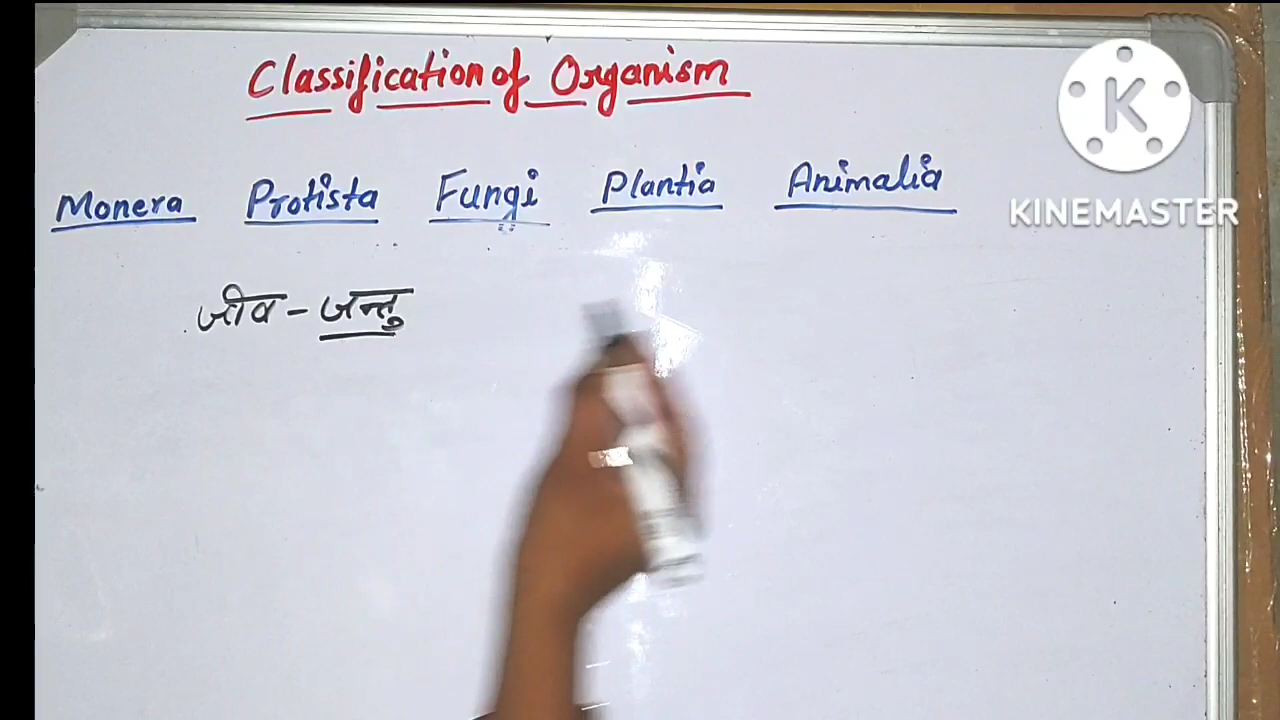 Classification of Organism
Monera Protista Fungi Plantia Animalia
जीव - जन्तु
K
KINEMASTER